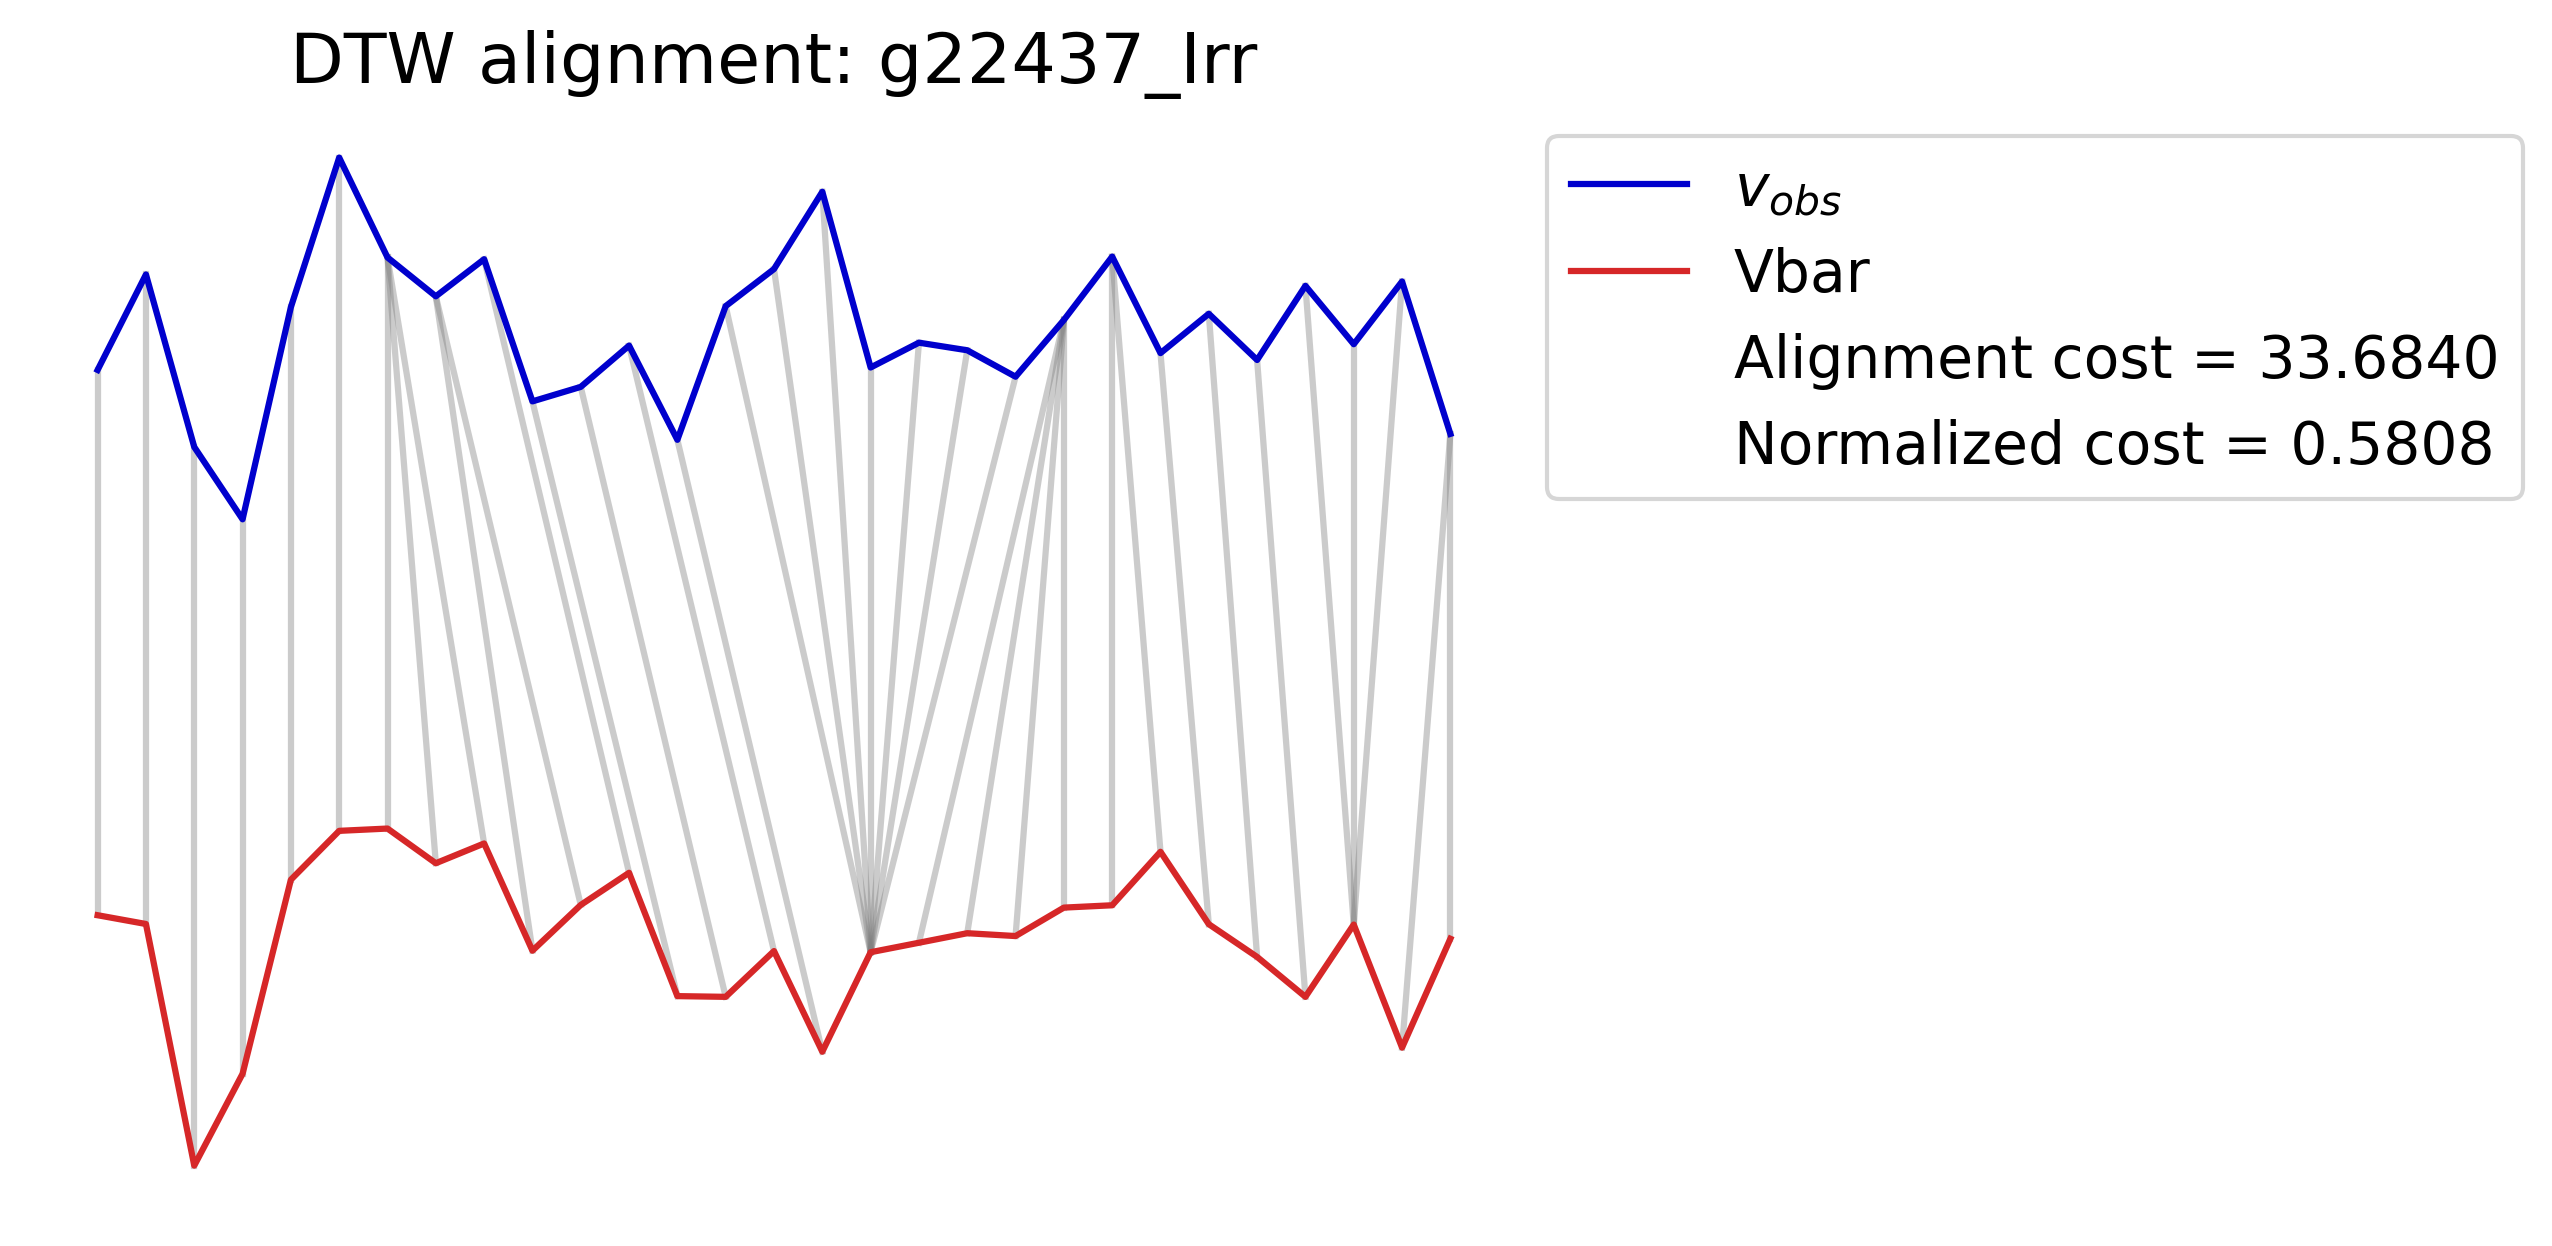 DTW alignment: g22437_Irr
v_obs
Vbar
Alignment cost = 33.6840
Normalized cost = 0.5808